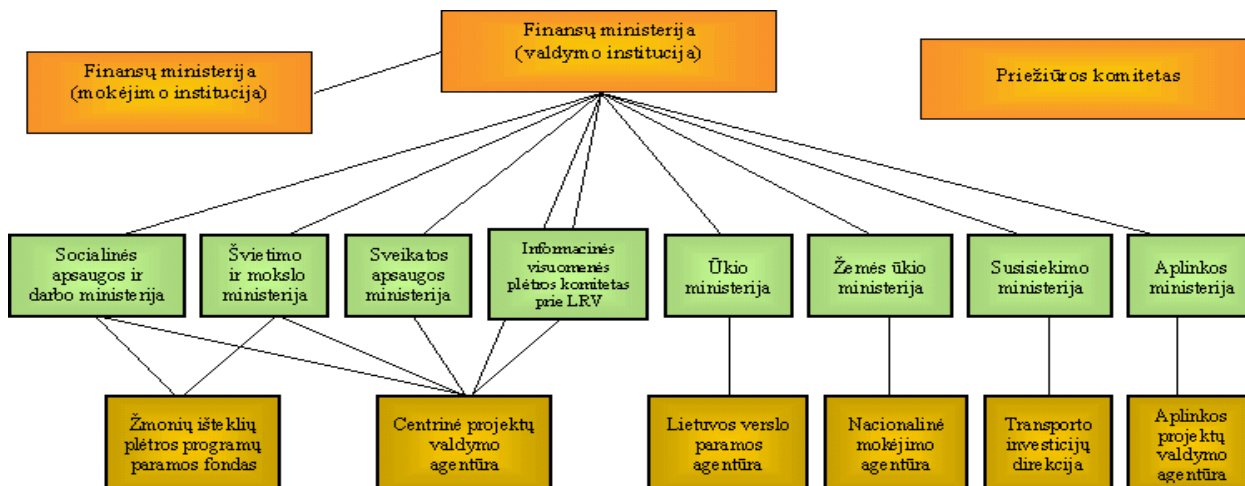 Finansų ministerija
(valdymo institucija)
Finansų ministerija
(mokėjimo institucija)
Priežiūros komitetas
Socialinės
apsaugos ir
darbo ministerija
Švietimo
ir mokslo
ministerija
Sveikatos
apsaugos
ministerija
Informacinės
visuomenės
plėtros komitetas
prie LRV
Ūkio
ministerija
Žemės ūkio
ministerija
Susisiekimo
ministerija
Aplinkos
ministerija
Žmonių išteklių
plėtros programų
paramos fondas
Centrinė projektų
valdymo
agentūra
Lietuvos verslo
paramos
agentūra
Nacionalinė
mokėjimo
agentūra
Transporto
investicijų
direkcija
Aplinkos
projektų
valdymo
agentūra